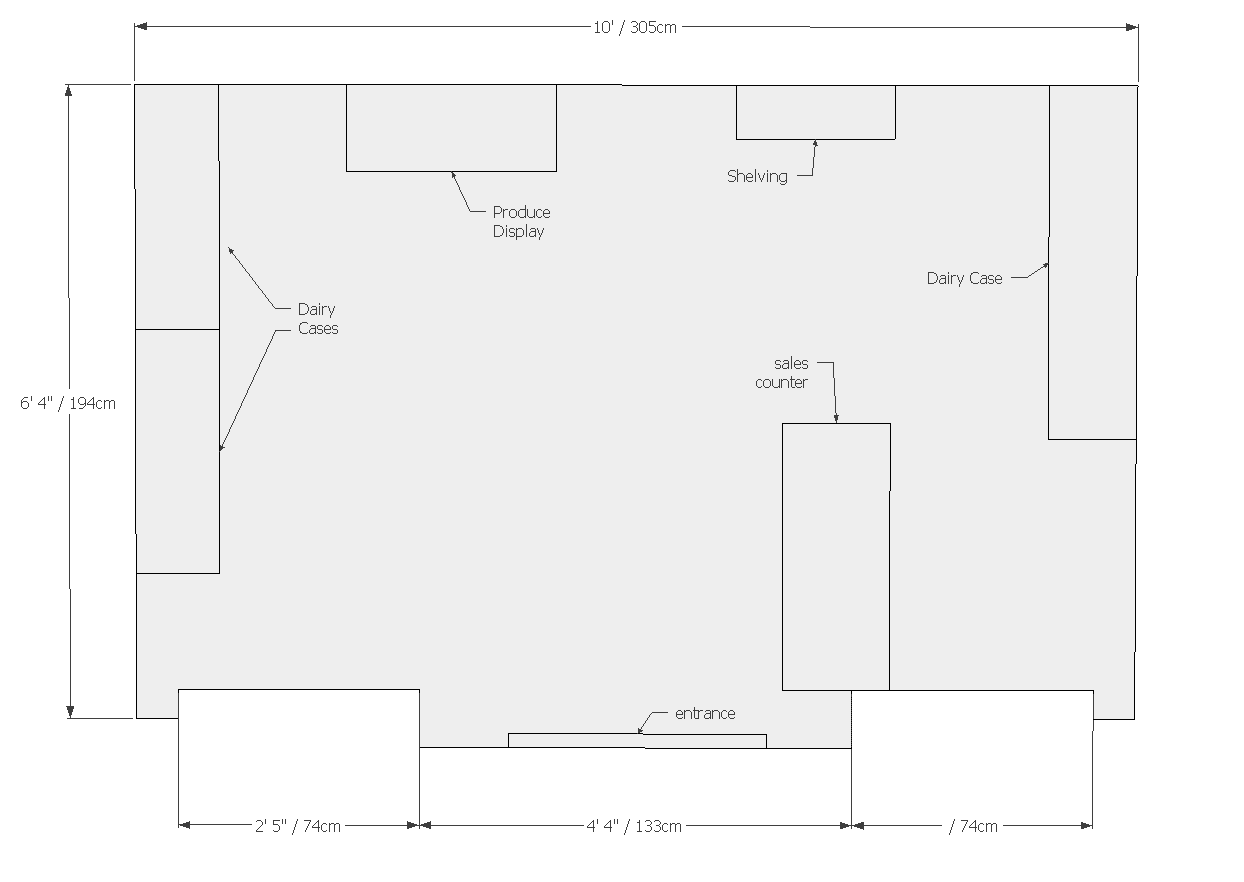 10' / 305cm
Shelving
Produce
Display
Dairy Case
Dairy
Cases
sales
counter
6' 4" / 194cm
entrance
2' 5" / 74cm
4' 4" / 133cm
/ 74cm